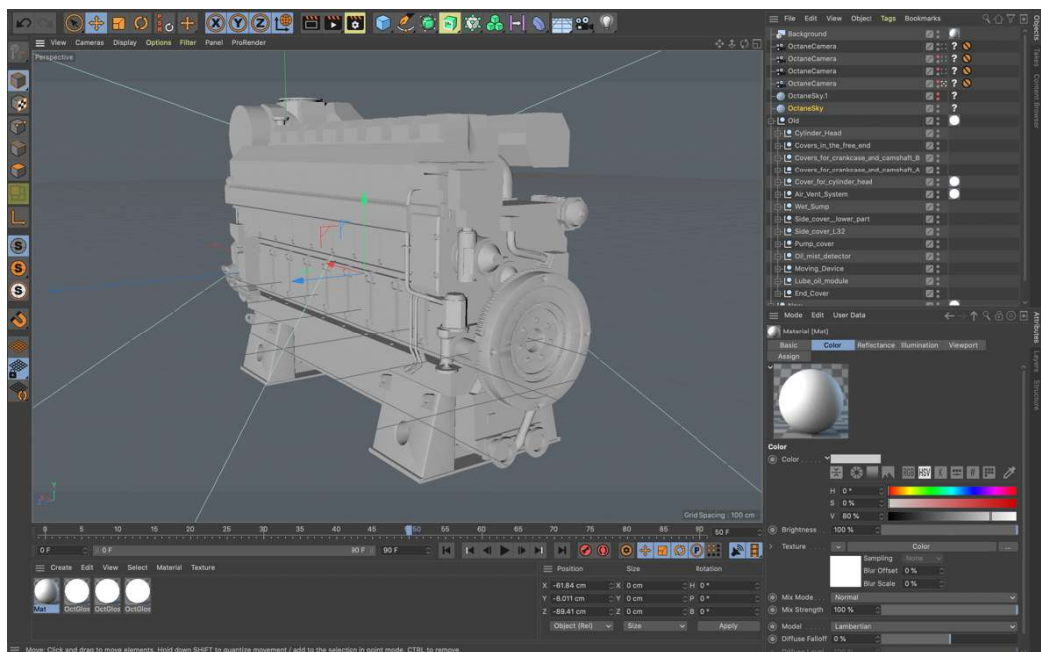 File Edit View Object Tags Bookmarks
View Cameras Display Options Filter Panel ProRender
Perspective
Background
OctaneCamera
OctaneCamera
OctaneCamera
OctaneCamera
OctaneSky.1
OctaneSky
Old
Cylinder_Head
Covers_in_the_free_end
Covers_for_crankcase_and_camshaft_B
Covers_for_crankcase_and_camshaft_A
Cover_for_cylinder_head
Air_Vent_System
Wet_Sump
Side_cover_lower_part
Side_cover_L32
Pump_cover
Oil_mist_detector
Moving_Device
Lube_oil_module
End_Cover
Objects
Takes
Content Browser
Mode Edit User Data
Material [Mat]
Basic Color Reflectance Illumination Viewport
Assign
Attributes
Layers
Structure
Color
Color
RGB HSV K
H 0°
S 0%
V 80%
Brightness 100%
Texture Color ...
Sampling None
Blur Offset 0%
Blur Scale 0%
Mix Mode Normal
Mix Strength 100%
Model Lambertian
Diffuse Falloff 0%
Grid Spacing : 100 cm
0 5 10 15 20 25 30 35 40 45 50 55 60 65 70 75 80 85 90 50 F
0 F 0 F 90 F 90 F
Create Edit View Select Material Texture
Mat OctGlos OctGlos OctGlos
Position Size Rotation
X -61.84 cm X 0 cm H 0°
Y -8.011 cm Y 0 cm P 0°
Z -89.41 cm Z 0 cm B 0°
Object (Rel) Size Apply
Move: Click and drag to move elements. Hold down SHIFT to quantize movement / add to the selection in point mode, CTRL to remove.